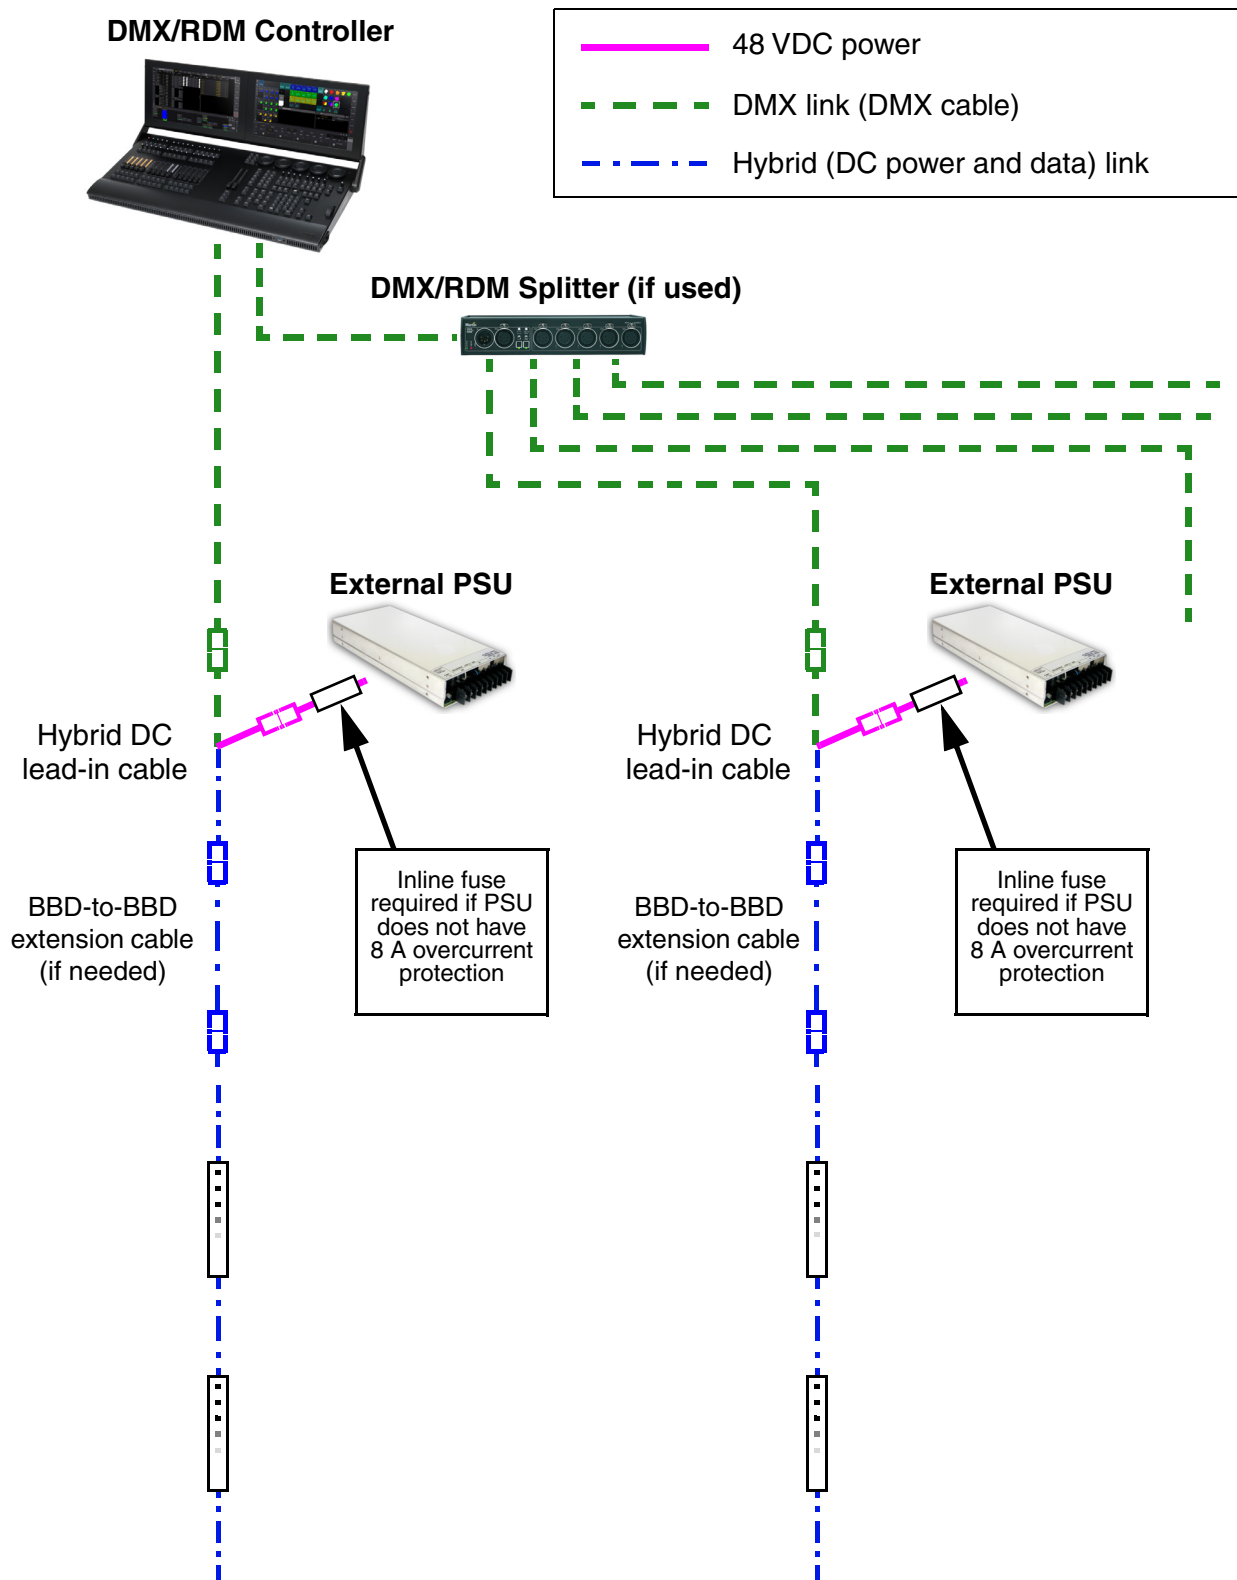 DMX/RDM Controller
48 VDC power
DMX link (DMX cable)
Hybrid (DC power and data) link
DMX/RDM Splitter (if used)
External PSU
External PSU
Hybrid DC
lead-in cable
Hybrid DC
lead-in cable
Inline fuse
required if PSU
does not have
8 A overcurrent
protection
Inline fuse
required if PSU
does not have
8 A overcurrent
protection
BBD-to-BBD
extension cable
(if needed)
BBD-to-BBD
extension cable
(if needed)